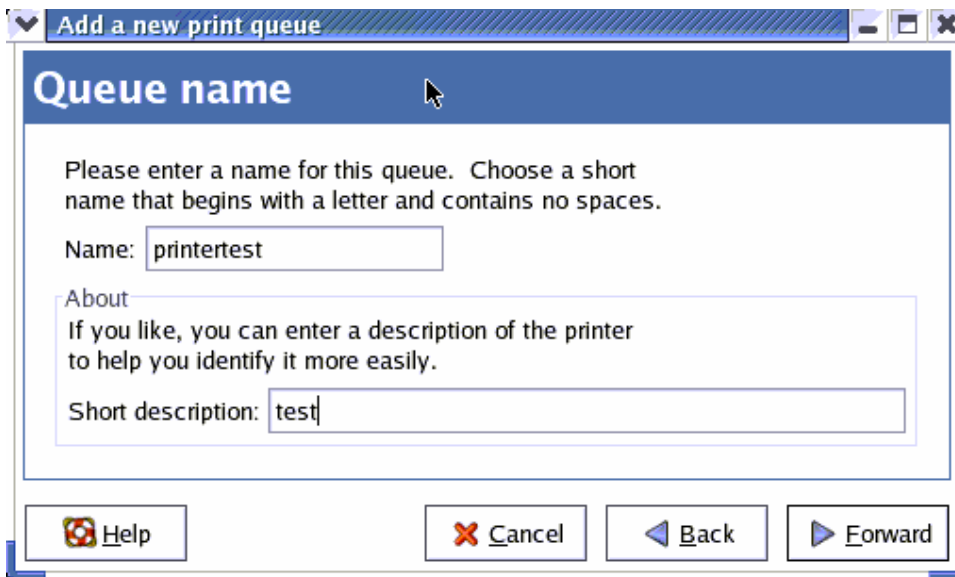 Add a new print queue
Queue name
Please enter a name for this queue.  Choose a short
name that begins with a letter and contains no spaces.
Name: printertest
About
If you like, you can enter a description of the printer
to help you identify it more easily.
Short description: test
Help
Cancel
Back
Forward